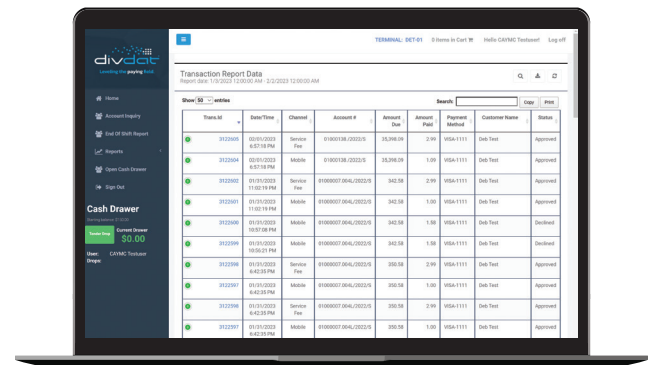 divdat
Leading the paying field.
Home
Account Inquiry
End Of Shift Report
Reports
Open Cash Drawer
Sign Out
Cash Drawer
Tender Drop
Current Drawer
$0.00
User: CAYMC Testuser
Drops:
TERMINAL: DET-01 0 items in Cart Hello CAYMC Testuser! Log off
Transaction Report Data
Report date: 1/3/2023 12:00:00 AM - 2/2/2023 12:00:00 AM
Show 50 entries Search: Copy Print
Trans.Id Date/Time Channel Account # Amount Due Amount Paid Payment Method Customer Name Status
3122605 02/01/2023 6:57:18 PM Service Fee 01000138./2022/S 35,398.09 2.99 VISA-1111 Deb Test Approved
3122604 02/01/2023 6:57:18 PM Mobile 01000138./2022/S 35,398.09 1.00 VISA-1111 Deb Test Approved
3122602 01/31/2023 11:02:19 PM Service Fee 01000007.004L/2022/S 342.58 2.99 VISA-1111 Deb Test Approved
3122601 01/31/2023 11:02:19 PM Mobile 01000007.004L/2022/S 342.58 1.00 VISA-1111 Deb Test Approved
3122600 01/31/2023 10:57:08 PM Mobile 01000007.004L/2022/S 342.58 1.58 VISA-1111 Deb Test Declined
3122599 01/31/2023 10:56:21 PM Mobile 01000007.004L/2022/S 342.58 1.58 VISA-1111 Deb Test Declined
3122598 01/31/2023 6:42:35 PM Service Fee 01000007.004L/2022/S 350.58 2.99 VISA-1111 Deb Test Approved
3122597 01/31/2023 6:42:35 PM Mobile 01000007.004L/2022/S 350.58 1.00 VISA-1111 Deb Test Approved
3122598 01/31/2023 6:42:35 PM Service Fee 01000007.004L/2022/S 350.58 2.99 VISA-1111 Deb Test Approved
3122597 01/31/2023 6:42:35 PM Mobile 01000007.004L/2022/S 350.58 1.00 VISA-1111 Deb Test Approved